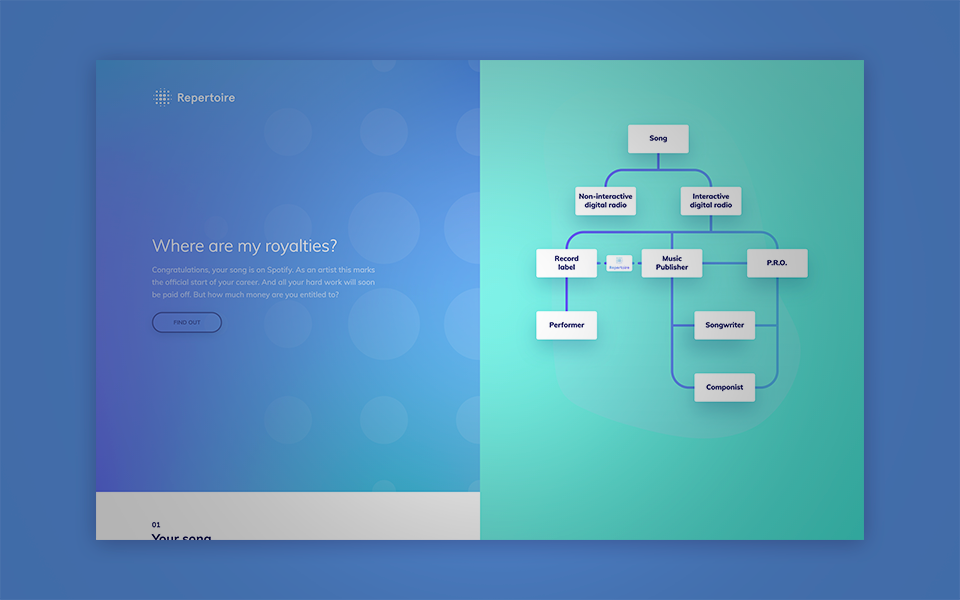 Repertoire
Where are my royalties?
Congratulations, your song is on Spotify. As an artist this marks
the official start of your career. And all your hard work will soon
be paid off. But how much money are you entitled to?
FIND OUT
01
Your song
Song
Non-interactive
digital radio
Interactive
digital radio
Record
label
Repertoire
Music
Publisher
P.R.O.
Performer
Songwriter
Componist